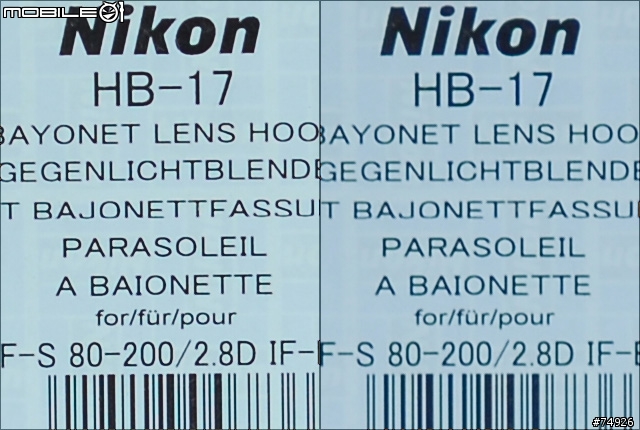 MOBILE01
Nikon
HB-17
BAYONET LENS HOO
GEGENLICHTBLENDE
T BAJONETTFASSU
PARASOLEIL
A BAIONETTE
for/für/pour
F-S 80-200/2.8D IF-
Nikon
HB-17
BAYONET LENS HOO
GEGENLICHTBLENDE
T BAJONETTFASSU
PARASOLEIL
A BAIONETTE
for/für/pour
F-S 80-200/2.8D IF-E
#74926